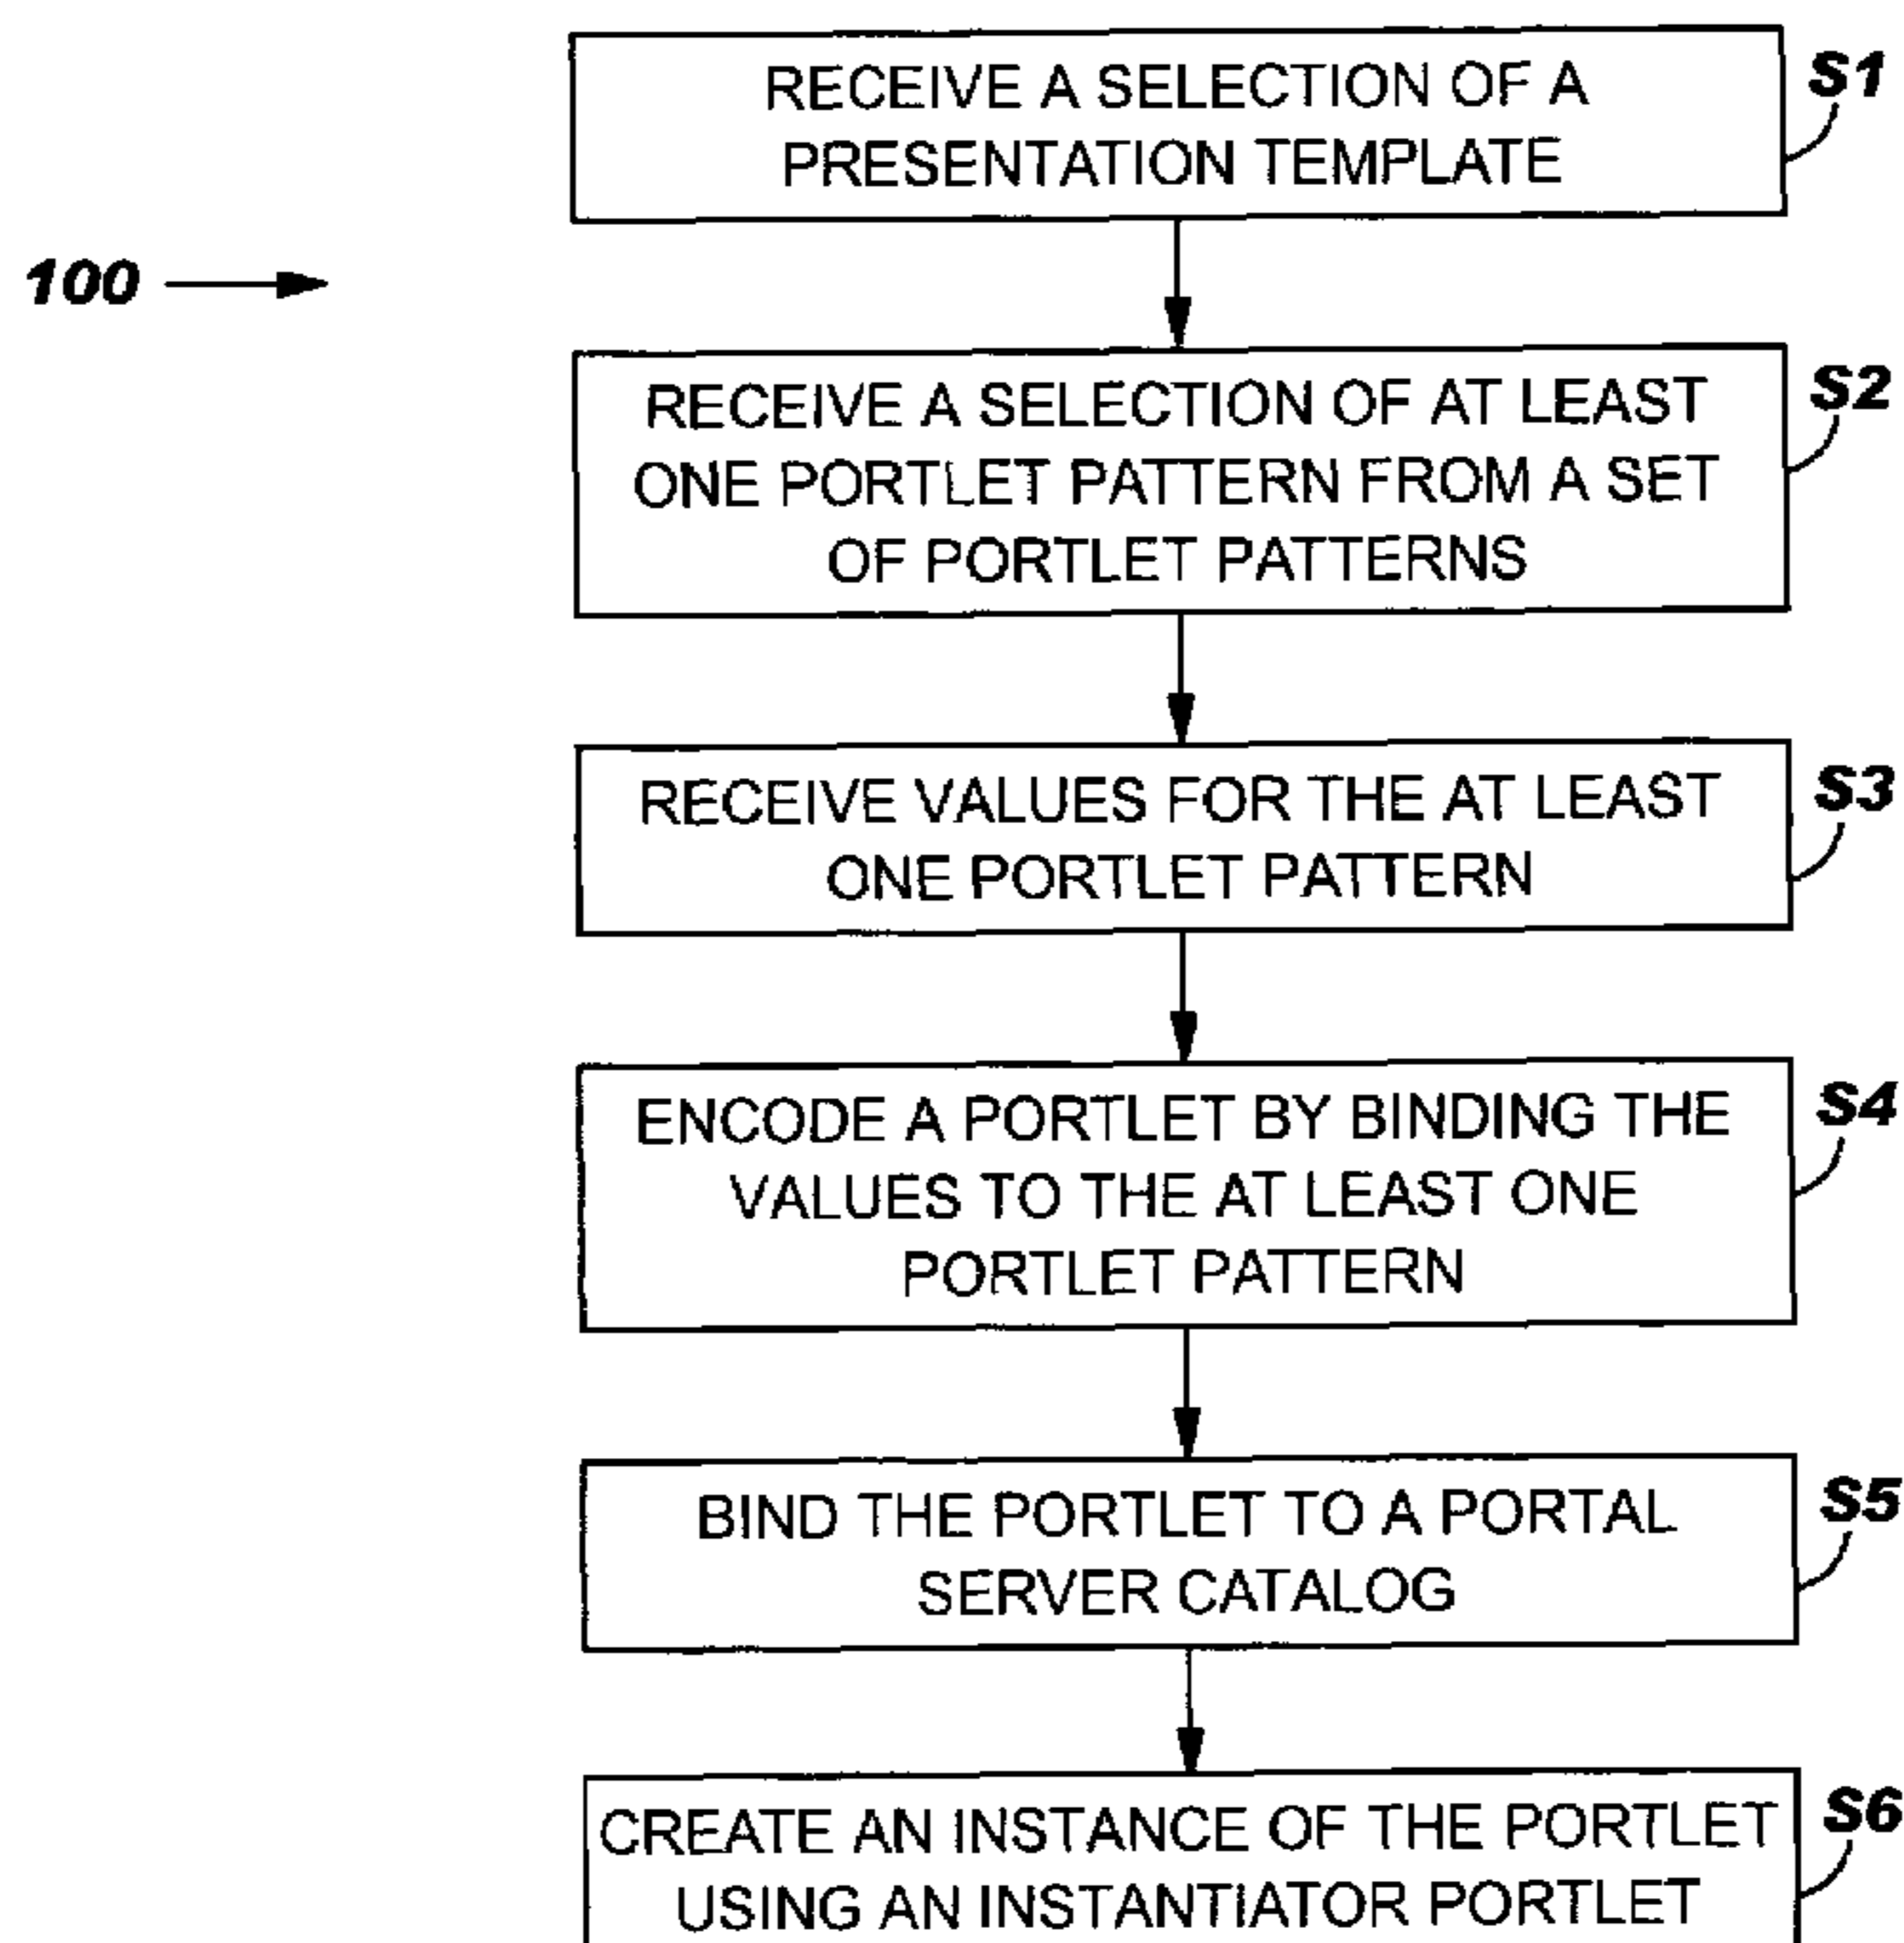 RECEIVE A SELECTION OF A
PRESENTATION TEMPLATE
S1
100
RECEIVE A SELECTION OF AT LEAST
ONE PORTLET PATTERN FROM A SET
OF PORTLET PATTERNS
S2
RECEIVE VALUES FOR THE AT LEAST
ONE PORTLET PATTERN
S3
ENCODE A PORTLET BY BINDING THE
VALUES TO THE AT LEAST ONE
PORTLET PATTERN
S4
BIND THE PORTLET TO A PORTAL
SERVER CATALOG
S5
CREATE AN INSTANCE OF THE PORTLET
USING AN INSTANTIATOR PORTLET
S6